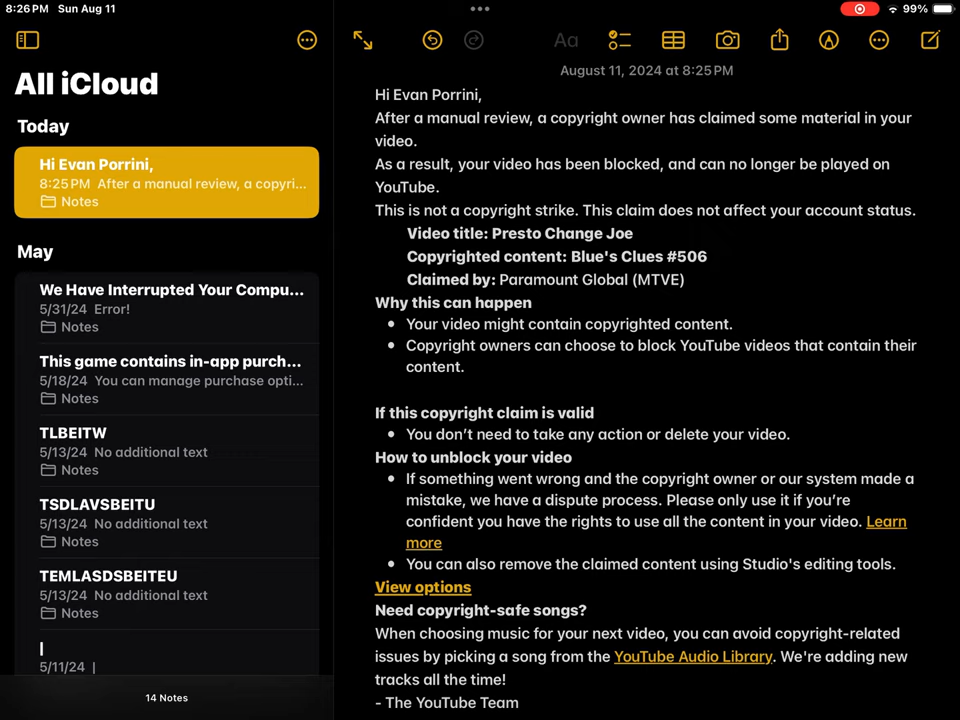 8:26 PM Sun Aug 11
99%
All iCloud
Today
Hi Evan Porrini,
8:25 PM After a manual review, a copyri...
Notes
May
We Have Interrupted Your Compu...
5/31/24 Error!
Notes
This game contains in-app purch...
5/18/24 You can manage purchase opti...
Notes
TLBEITW
5/13/24 No additional text
Notes
TSDLAVSBEITU
5/13/24 No additional text
Notes
TEMLASDSBEITEU
5/13/24 No additional text
Notes
|
5/11/24 |
14 Notes
Aa
August 11, 2024 at 8:25 PM
Hi Evan Porrini,
After a manual review, a copyright owner has claimed some material in your
video.
As a result, your video has been blocked, and can no longer be played on
YouTube.
This is not a copyright strike. This claim does not affect your account status.
Video title: Presto Change Joe
Copyrighted content: Blue's Clues #506
Claimed by: Paramount Global (MTVE)
Why this can happen
• Your video might contain copyrighted content.
• Copyright owners can choose to block YouTube videos that contain their
content.
If this copyright claim is valid
• You don’t need to take any action or delete your video.
How to unblock your video
• If something went wrong and the copyright owner or our system made a
mistake, we have a dispute process. Please only use it if you’re
confident you have the rights to use all the content in your video. Learn
more
• You can also remove the claimed content using Studio's editing tools.
View options
Need copyright-safe songs?
When choosing music for your next video, you can avoid copyright-related
issues by picking a song from the YouTube Audio Library. We're adding new
tracks all the time!
- The YouTube Team